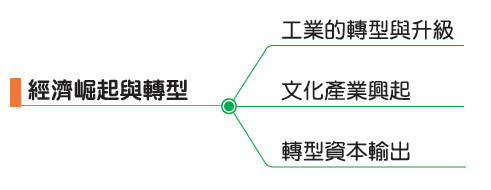 經濟崛起與轉型
工業的轉型與升級
文化產業興起
轉型資本輸出